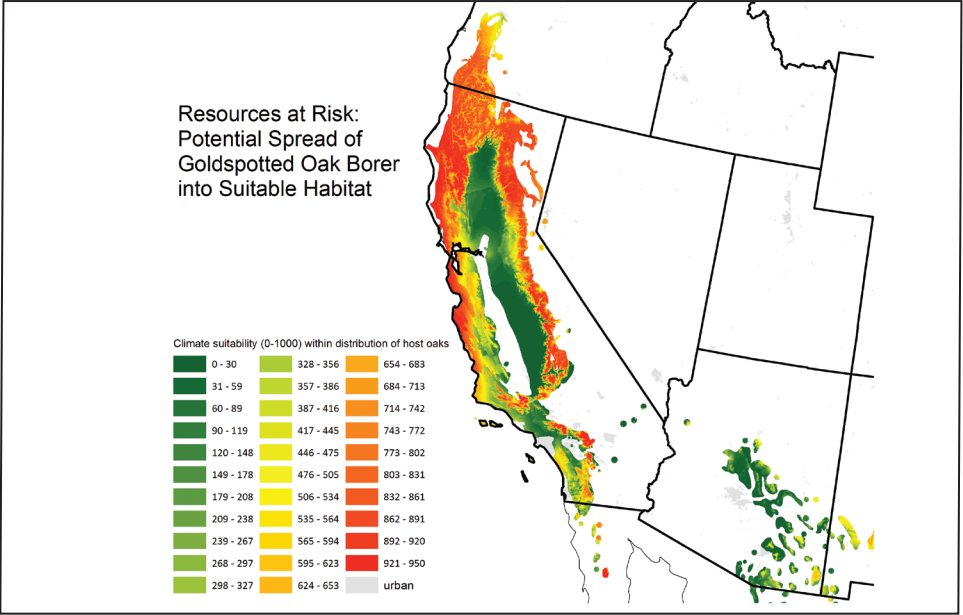 Resources at Risk:
Potential Spread of
Goldspotted Oak Borer
into Suitable Habitat
Climate suitability (0-1000) within distribution of host oaks
0 - 30
31 - 59
60 - 89
90 - 119
120 - 148
149 - 178
179 - 208
209 - 238
239 - 267
268 - 297
298 - 327
328 - 356
357 - 386
387 - 416
417 - 445
446 - 475
476 - 505
506 - 534
535 - 564
565 - 594
595 - 623
624 - 653
654 - 683
684 - 713
714 - 742
743 - 772
773 - 802
803 - 831
832 - 861
862 - 891
892 - 920
921 - 950
urban